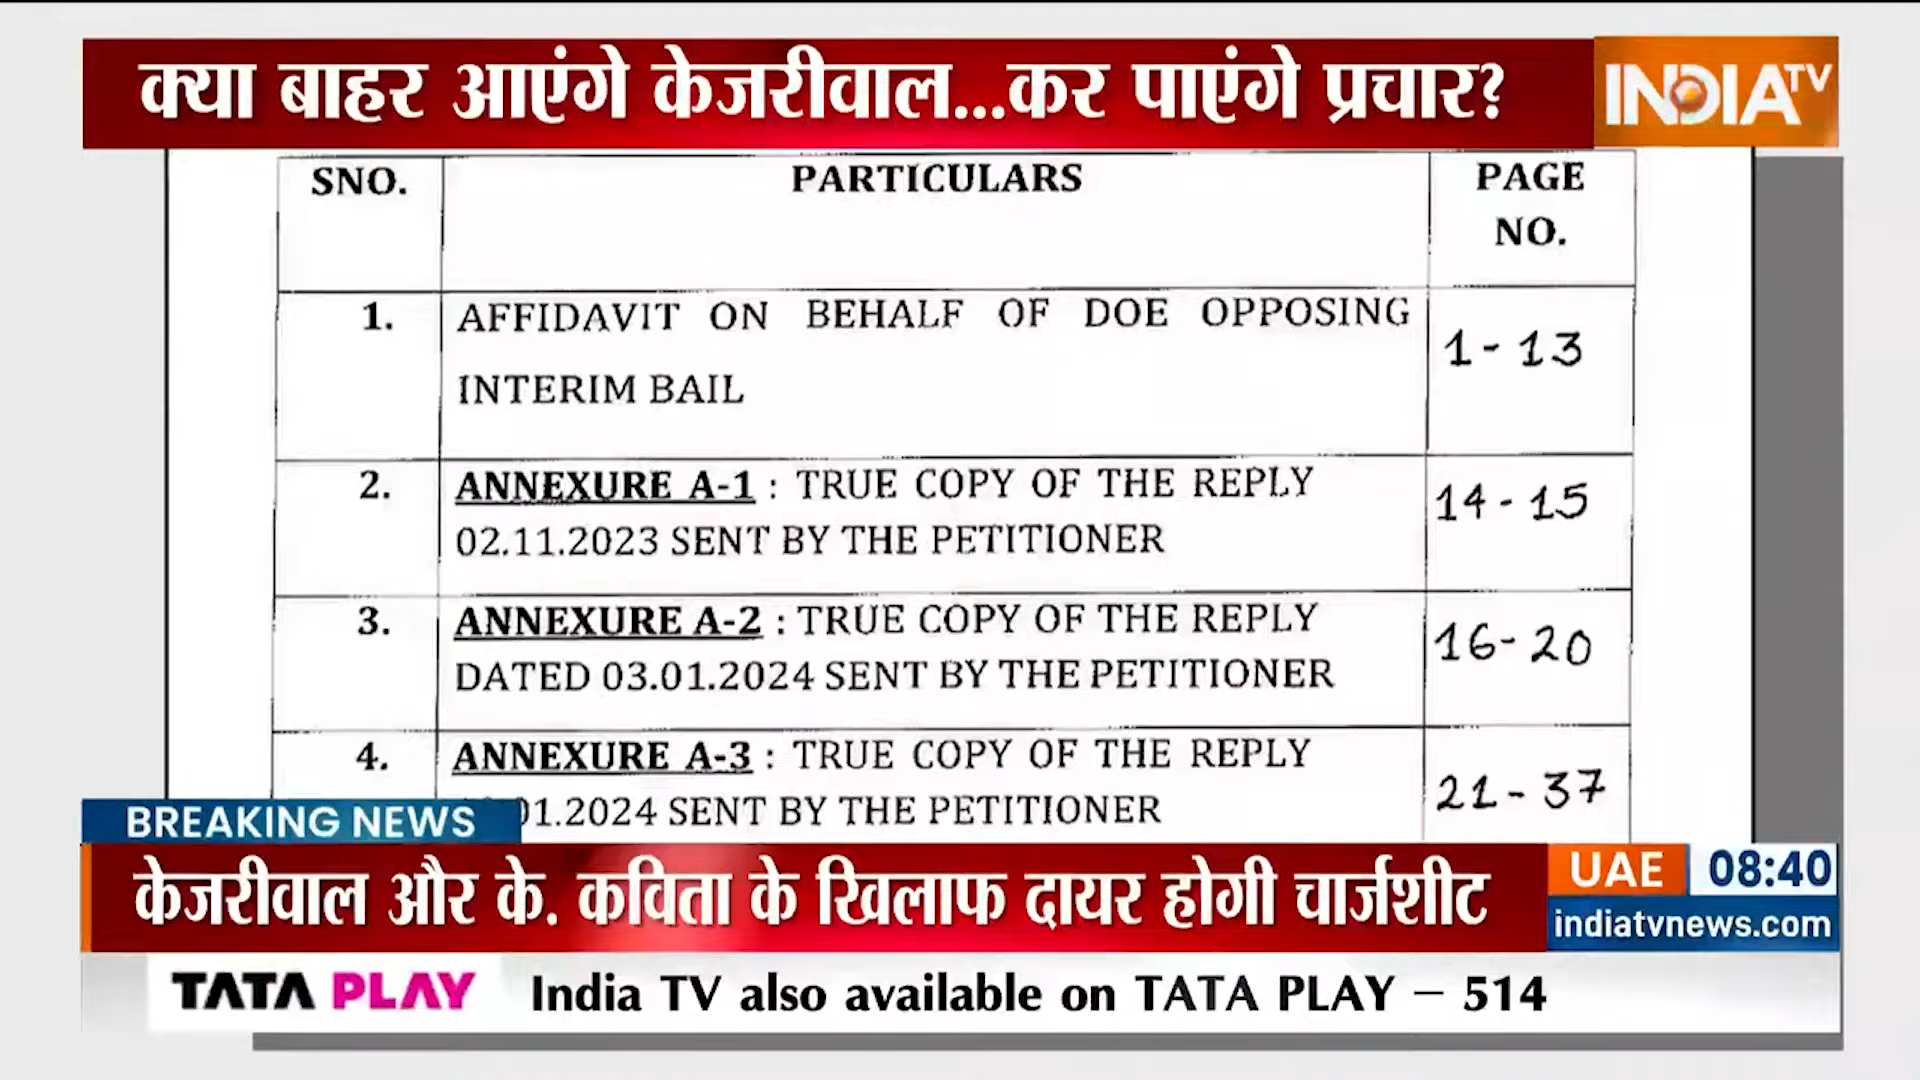 क्या बाहर आएंगे केजरीवाल...कर पाएंगे प्रचार?
INDIA TV
SNO. PARTICULARS PAGE NO.
1. AFFIDAVIT ON BEHALF OF DOE OPPOSING 1-13
INTERIM BAIL
2. ANNEXURE A-1 : TRUE COPY OF THE REPLY 14-15
02.11.2023 SENT BY THE PETITIONER
3. ANNEXURE A-2 : TRUE COPY OF THE REPLY 16-20
DATED 03.01.2024 SENT BY THE PETITIONER
4. ANNEXURE A-3 : TRUE COPY OF THE REPLY 21-37
01.2024 SENT BY THE PETITIONER
BREAKING NEWS
केजरीवाल और के. कविता के खिलाफ दायर होगी चार्जशीट
UAE 08:40
indiatvnews.com
TATA PLAY India TV also available on TATA PLAY – 514